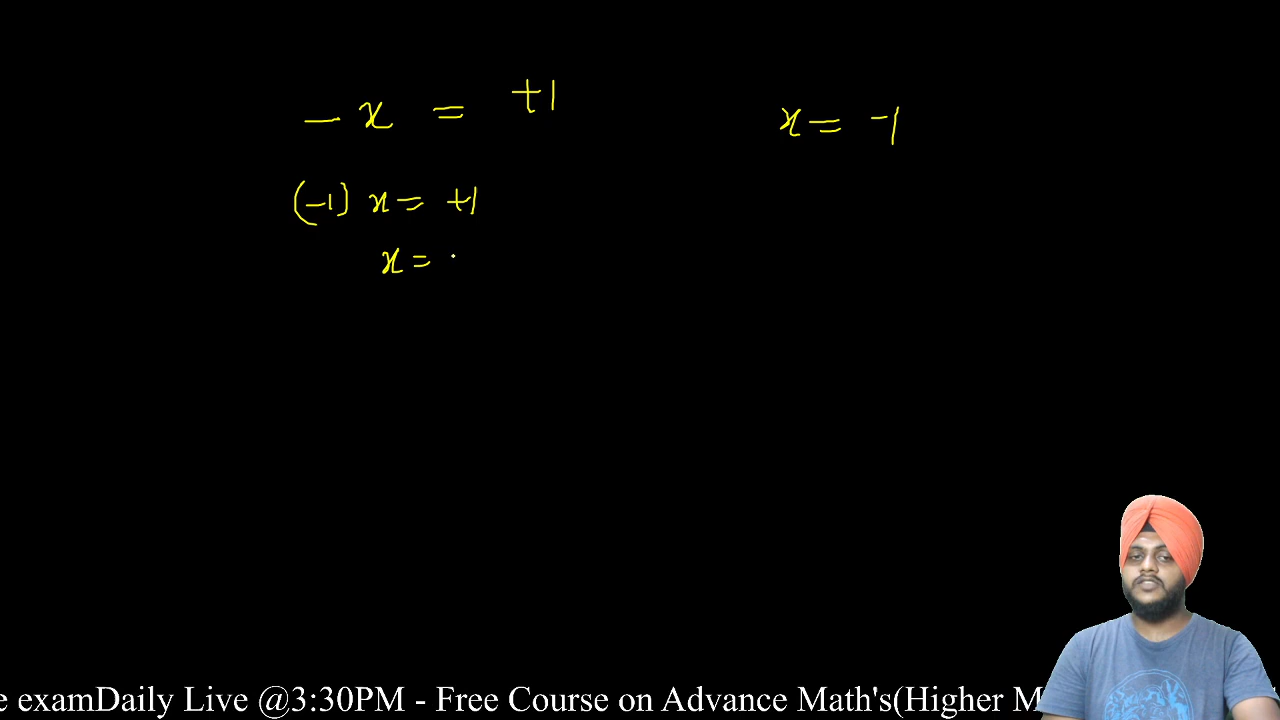 -x = +1
x = -1
(-1) x = +1
x =
e examDaily Live @3:30PM - Free Course on Advance Math's(Higher M